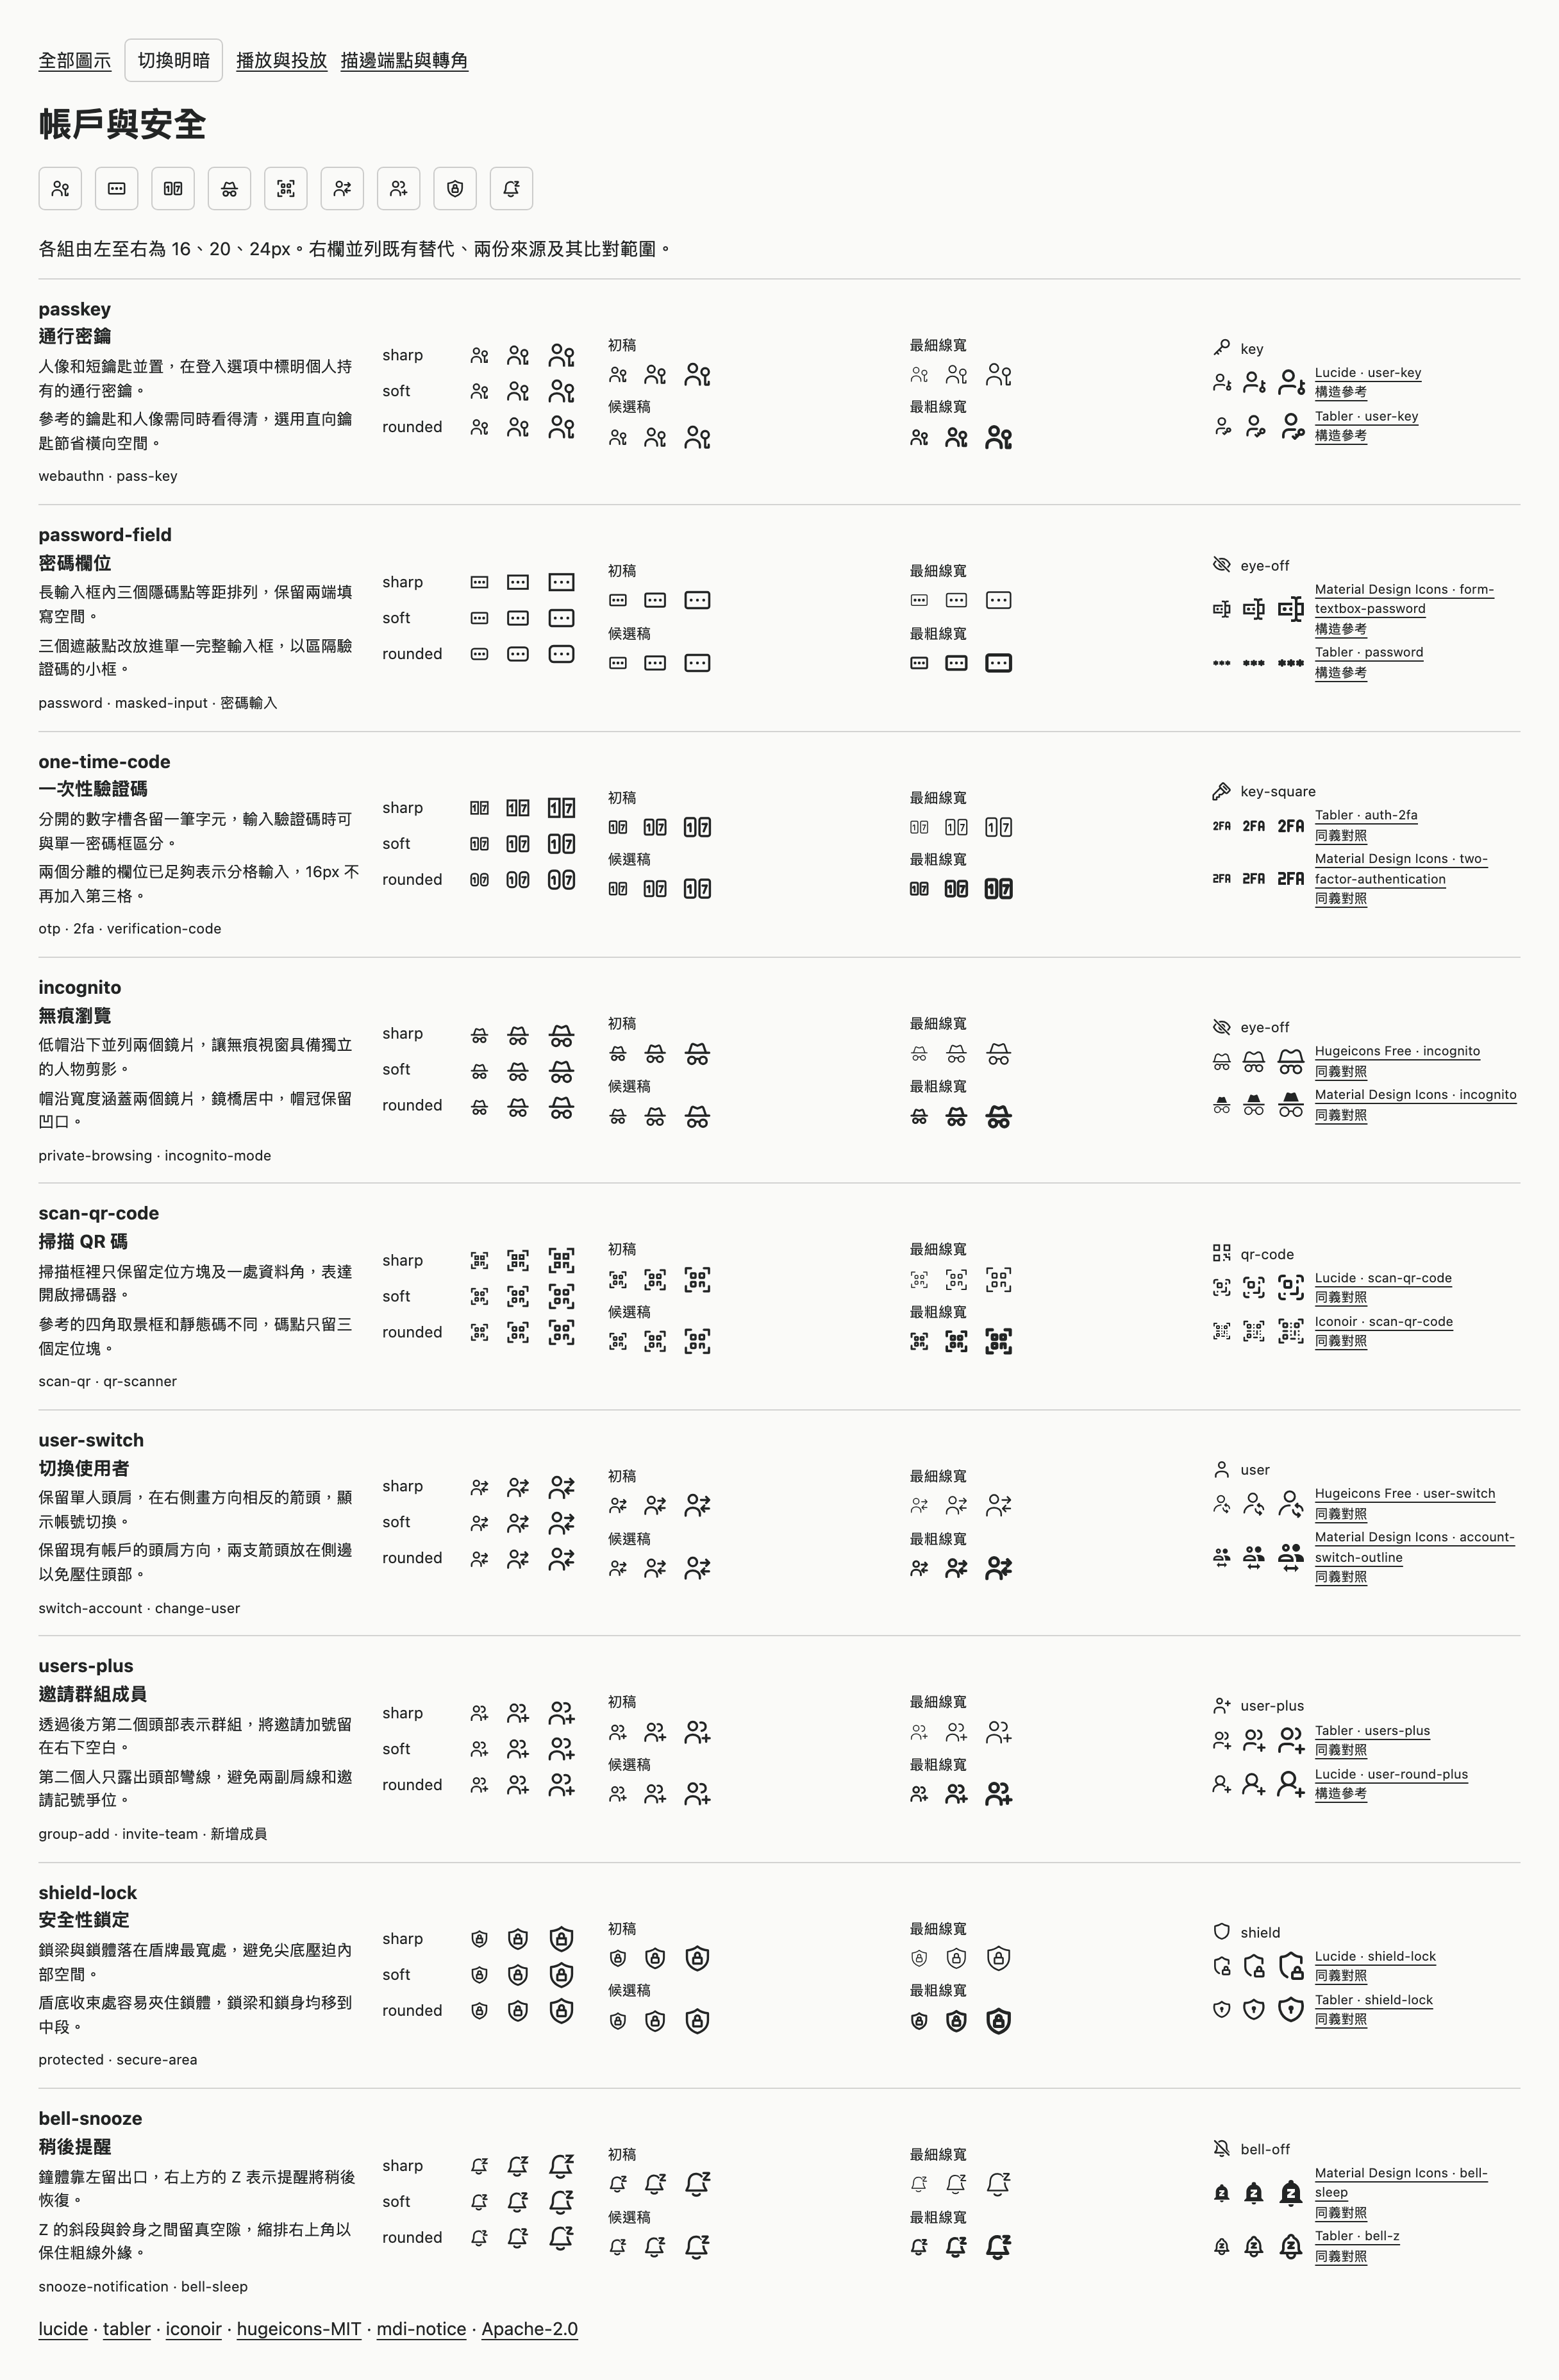 全部圖示 切換明暗 播放與投放 描邊端點與轉角
帳戶與安全
各組由左至右為 16、20、24px。右欄並列既有替代、兩份來源及其比對範圍。
passkey
通行密鑰
人像和短鑰匙並置，在登入選項中標明個人持
有的通行密鑰。
參考的鑰匙和人像需同時看得清，選用直向鑰
匙節省橫向空間。
webauthn · pass-key
sharp
soft
rounded
初稿
候選稿
最細線寬
最粗線寬
key
Lucide · user-key
構造參考
Tabler · user-key
構造參考
password-field
密碼欄位
長輸入框內三個隱碼點等距排列，保留兩端填
寫空間。
三個遮蔽點改放進單一完整輸入框，以區隔驗
證碼的小框。
password · masked-input · 密碼輸入
sharp
soft
rounded
初稿
候選稿
最細線寬
最粗線寬
eye-off
Material Design Icons · form-
textbox-password
構造參考
Tabler · password
構造參考
one-time-code
一次性驗證碼
分開的數字槽各留一筆字元，輸入驗證碼時可
與單一密碼框區分。
兩個分離的欄位已足夠表示分格輸入，16px 不
再加入第三格。
otp · 2fa · verification-code
sharp
soft
rounded
初稿
候選稿
最細線寬
最粗線寬
key-square
2FA 2FA 2FA
Tabler · auth-2fa
同義對照
2FA 2FA 2FA
Material Design Icons · two-
factor-authentication
同義對照
incognito
無痕瀏覽
低帽沿下並列兩個鏡片，讓無痕視窗具備獨立
的人物剪影。
帽沿寬度涵蓋兩個鏡片，鏡橋居中，帽冠保留
凹口。
private-browsing · incognito-mode
sharp
soft
rounded
初稿
候選稿
最細線寬
最粗線寬
eye-off
Hugeicons Free · incognito
同義對照
Material Design Icons · incognito
同義對照
scan-qr-code
掃描 QR 碼
掃描框裡只保留定位方塊及一處資料角，表達
開啟掃碼器。
參考的四角取景框和靜態碼不同，碼點只留三
個定位塊。
scan-qr · qr-scanner
sharp
soft
rounded
初稿
候選稿
最細線寬
最粗線寬
qr-code
Lucide · scan-qr-code
同義對照
Iconoir · scan-qr-code
同義對照
user-switch
切換使用者
保留單人頭肩，在右側畫方向相反的箭頭，顯
示帳號切換。
保留現有帳戶的頭肩方向，兩支箭頭放在側邊
以免壓住頭部。
switch-account · change-user
sharp
soft
rounded
初稿
候選稿
最細線寬
最粗線寬
user
Hugeicons Free · user-switch
同義對照
Material Design Icons · account-
switch-outline
同義對照
users-plus
邀請群組成員
透過後方第二個頭部表示群組，將邀請加號留
在右下空白。
第二個人只露出頭部彎線，避免兩副肩線和邀
請記號爭位。
group-add · invite-team · 新增成員
sharp
soft
rounded
初稿
候選稿
最細線寬
最粗線寬
user-plus
Tabler · users-plus
同義對照
Lucide · user-round-plus
構造參考
shield-lock
安全性鎖定
鎖梁與鎖體落在盾牌最寬處，避免尖底壓迫內
部空間。
盾底收束處容易夾住鎖體，鎖梁和鎖身均移到
中段。
protected · secure-area
sharp
soft
rounded
初稿
候選稿
最細線寬
最粗線寬
shield
Lucide · shield-lock
同義對照
Tabler · shield-lock
同義對照
bell-snooze
稍後提醒
鐘體靠左留出口，右上方的 Z 表示提醒將稍後
恢復。
Z 的斜段與鈴身之間留真空隙，縮排右上角以
保住粗線外緣。
snooze-notification · bell-sleep
sharp
soft
rounded
初稿
候選稿
最細線寬
最粗線寬
bell-off
Material Design Icons · bell-
sleep
同義對照
Tabler · bell-z
同義對照
lucide · tabler · iconoir · hugeicons-MIT · mdi-notice · Apache-2.0